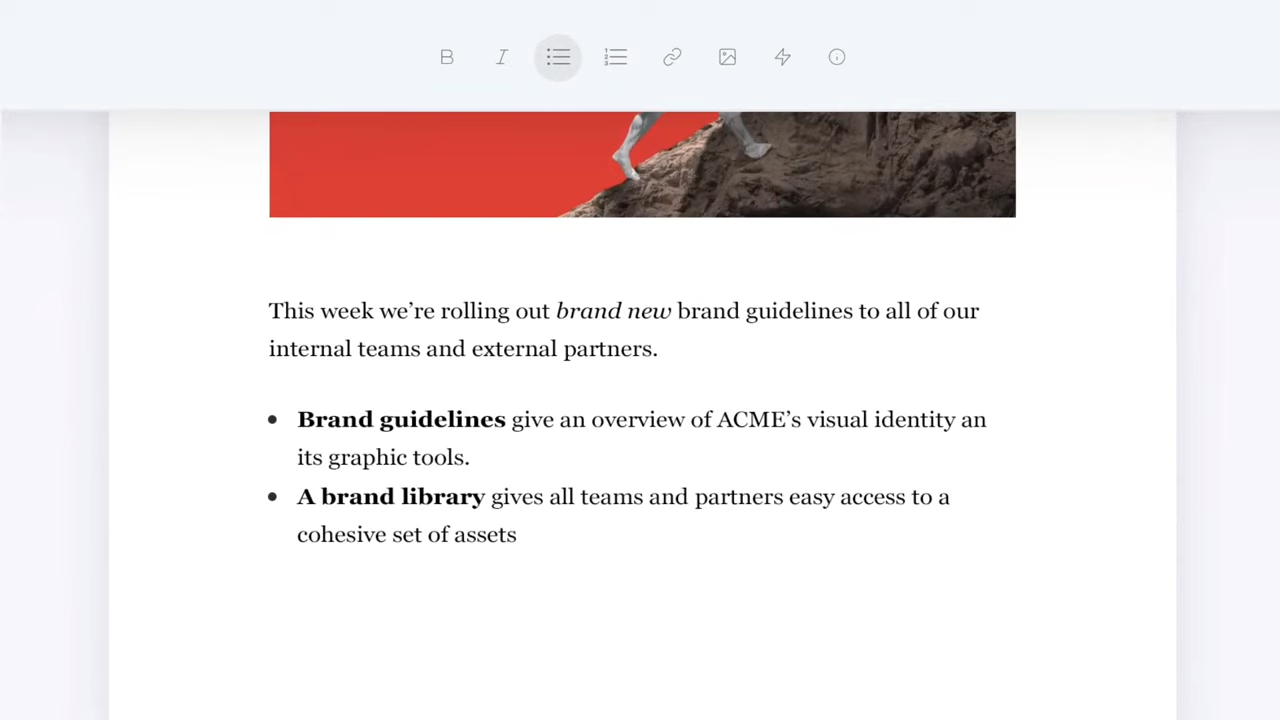 This week we’re rolling out brand new brand guidelines to all of our
internal teams and external partners.
Brand guidelines give an overview of ACME’s visual identity an
its graphic tools.
A brand library gives all teams and partners easy access to a
cohesive set of assets